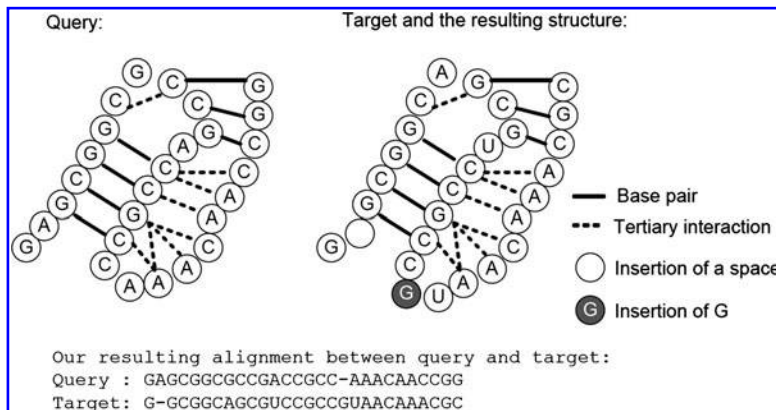 Query:
Target and the resulting structure:
G A G C G G C G C C G
A C C G C C A A A C A A C C G G
G G C G G C A G C G
U C C G C C G U A A C A A A C G C
Base pair
Tertiary interaction
Insertion of a space
G Insertion of G
Our resulting alignment between query and target:
Query : GAGCGGCGCCGACCGCC-AAACAACCGG
Target: G-GCGGCAGCGUCCGCCGUAACAAACGC